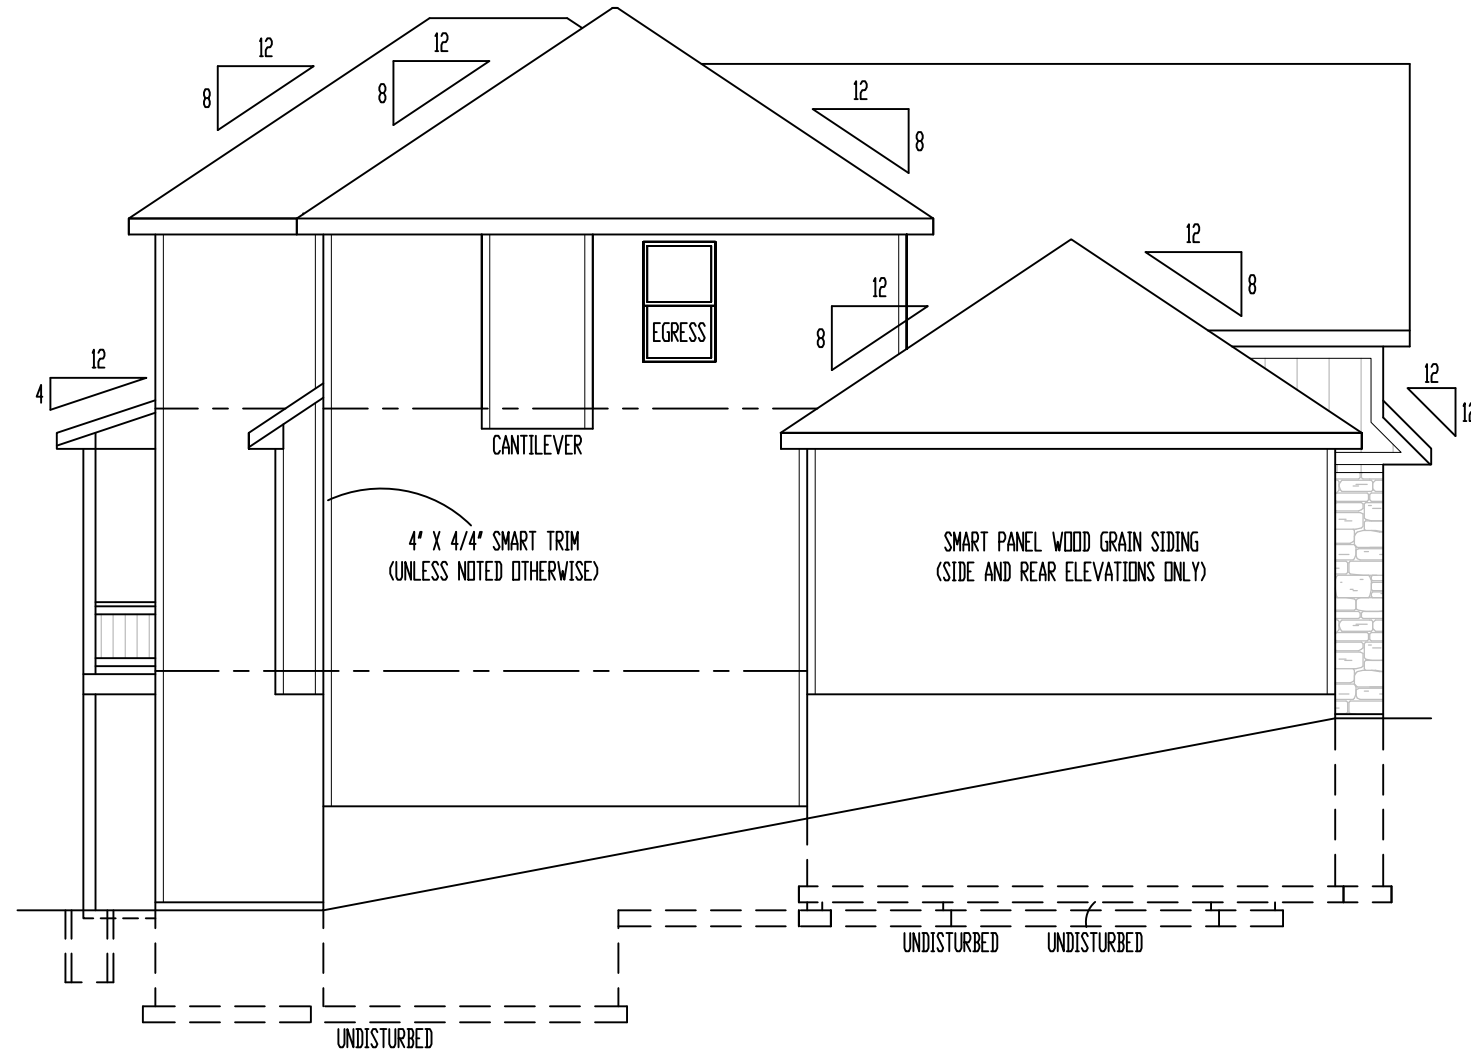 12
8
12
8
12
8
12
8
12
8
EGRESS
12
4
12
12
CANTILEVER
4" X 4/4" SMART TRIM
(UNLESS NOTED OTHERWISE)
SMART PANEL WOOD GRAIN SIDING
(SIDE AND REAR ELEVATIONS ONLY)
UNDISTURBED
UNDISTURBED
UNDISTURBED